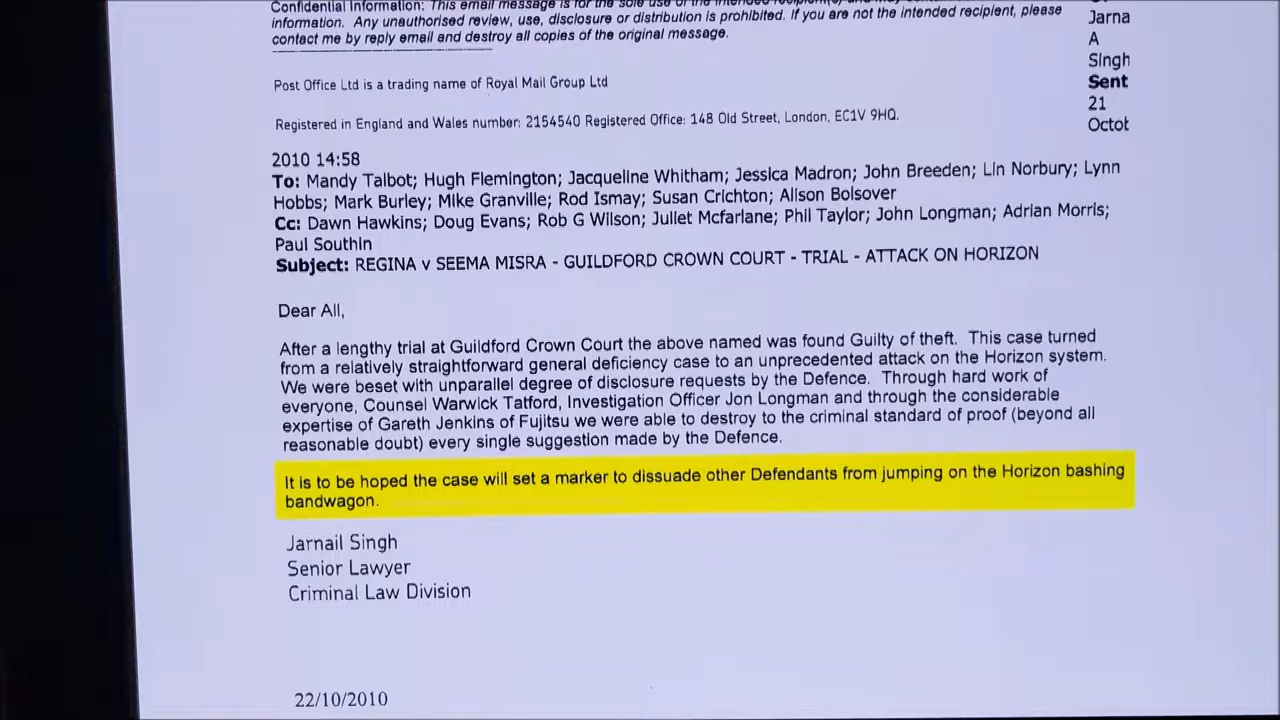 Confidential Information: This email message is for the sole use of the intended recipient(s) and may
information. Any unauthorised review, use, disclosure or distribution is prohibited. If you are not the intended recipient, please
contact me by reply email and destroy all copies of the original message.
Post Office Ltd is a trading name of Royal Mail Group Ltd
Registered in England and Wales number: 2154540 Registered Office: 148 Old Street, London, EC1V 9HQ.
Jarna
A
Singh
Sent
21
Octob
2010 14:58
To: Mandy Talbot; Hugh Flemington; Jacqueline Whitham; Jessica Madron; John Breeden; Lin Norbury; Lynn
Hobbs; Mark Burley; Mike Granville; Rod Ismay; Susan Crichton; Alison Bolsover
Cc: Dawn Hawkins; Doug Evans; Rob G Wilson; Juliet Mcfarlane; Phil Taylor; John Longman; Adrian Morris;
Paul Southin
Subject: REGINA v SEEMA MISRA - GUILDFORD CROWN COURT - TRIAL - ATTACK ON HORIZON
Dear All,
After a lengthy trial at Guildford Crown Court the above named was found Guilty of theft. This case turned
from a relatively straightforward general deficiency case to an unprecedented attack on the Horizon system.
We were beset with unparallel degree of disclosure requests by the Defence. Through hard work of
everyone, Counsel Warwick Tatford, Investigation Officer Jon Longman and through the considerable
expertise of Gareth Jenkins of Fujitsu we were able to destroy to the criminal standard of proof (beyond all
reasonable doubt) every single suggestion made by the Defence.
It is to be hoped the case will set a marker to dissuade other Defendants from jumping on the Horizon bashing
bandwagon.
Jarnail Singh
Senior Lawyer
Criminal Law Division
22/10/2010